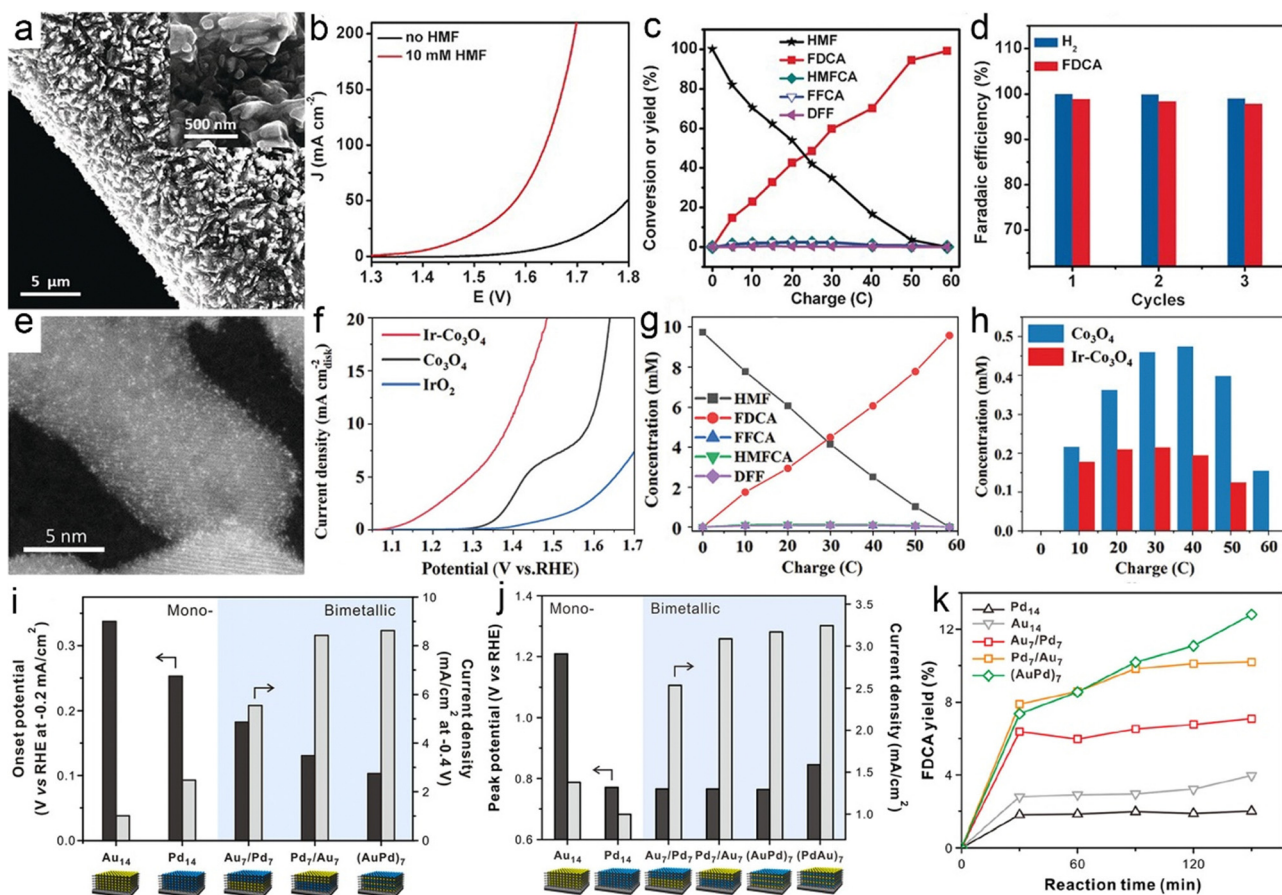 a
500 nm
5 μm
b
no HMF
10 mM HMF
J (mA cm⁻²)
200
150
100
50
0
1.3 1.4 1.5 1.6 1.7 1.8
E (V)
c
HMF
FDCA
HMFCA
FFCA
DFF
Conversion or yield (%)
100
80
60
40
20
0
0 10 20 30 40 50 60
Charge (C)
d
H₂
FDCA
Faradaic efficiency (%)
110
100
90
80
70
1 2 3
Cycles
e
5 nm
f
Ir-Co₃O₄
Co₃O₄
IrO₂
Current density (mA cm⁻²disk)
20
15
10
5
0
1.1 1.2 1.3 1.4 1.5 1.6 1.7
Potential (V vs.RHE)
g
HMF
FDCA
FFCA
HMFCA
DFF
Concentration (mM)
10
8
6
4
2
0
0 10 20 30 40 50 60
Charge (C)
h
Co₃O₄
Ir-Co₃O₄
Concentration (mM)
0.5
0.4
0.3
0.2
0.1
0.0
0 10 20 30 40 50 60
Charge (C)
i
Mono-
Bimetallic
Onset potential
(V vs RHE at -0.2 mA/cm²)
0.3
0.2
0.1
0.0
10
8
6
4
2
0
Current density
(mA/cm² at -0.4 V)
Au₁₄ Pd₁₄ Au₇/Pd₇ Pd₇/Au₇ (AuPd)₇
j
Mono-
Bimetallic
Peak potential (V vs RHE)
1.4
1.2
1.0
0.8
0.6
3.5
3.0
2.5
2.0
1.5
1.0
Current density (mA/cm²)
Au₁₄ Pd₁₄ Au₇/Pd₇ Pd₇/Au₇ (AuPd)₇ (PdAu)₇
k
Pd₁₄
Au₁₄
Au₇/Pd₇
Pd₇/Au₇
(AuPd)₇
FDCA yield (%)
12
8
4
0
0 60 120
Reaction time (min)